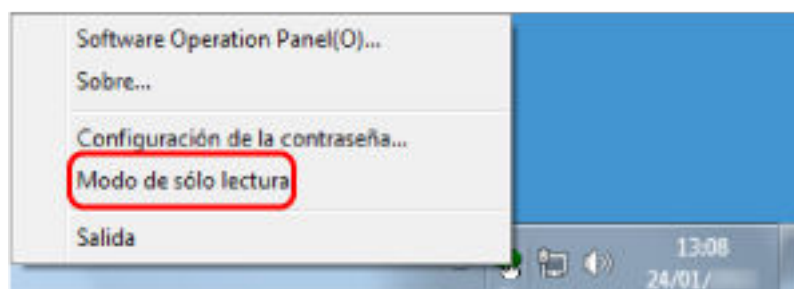 Software Operation Panel(O)...
Sobre...
Configuración de la contraseña...
Modo de sólo lectura
Salida
13:08
24/01/